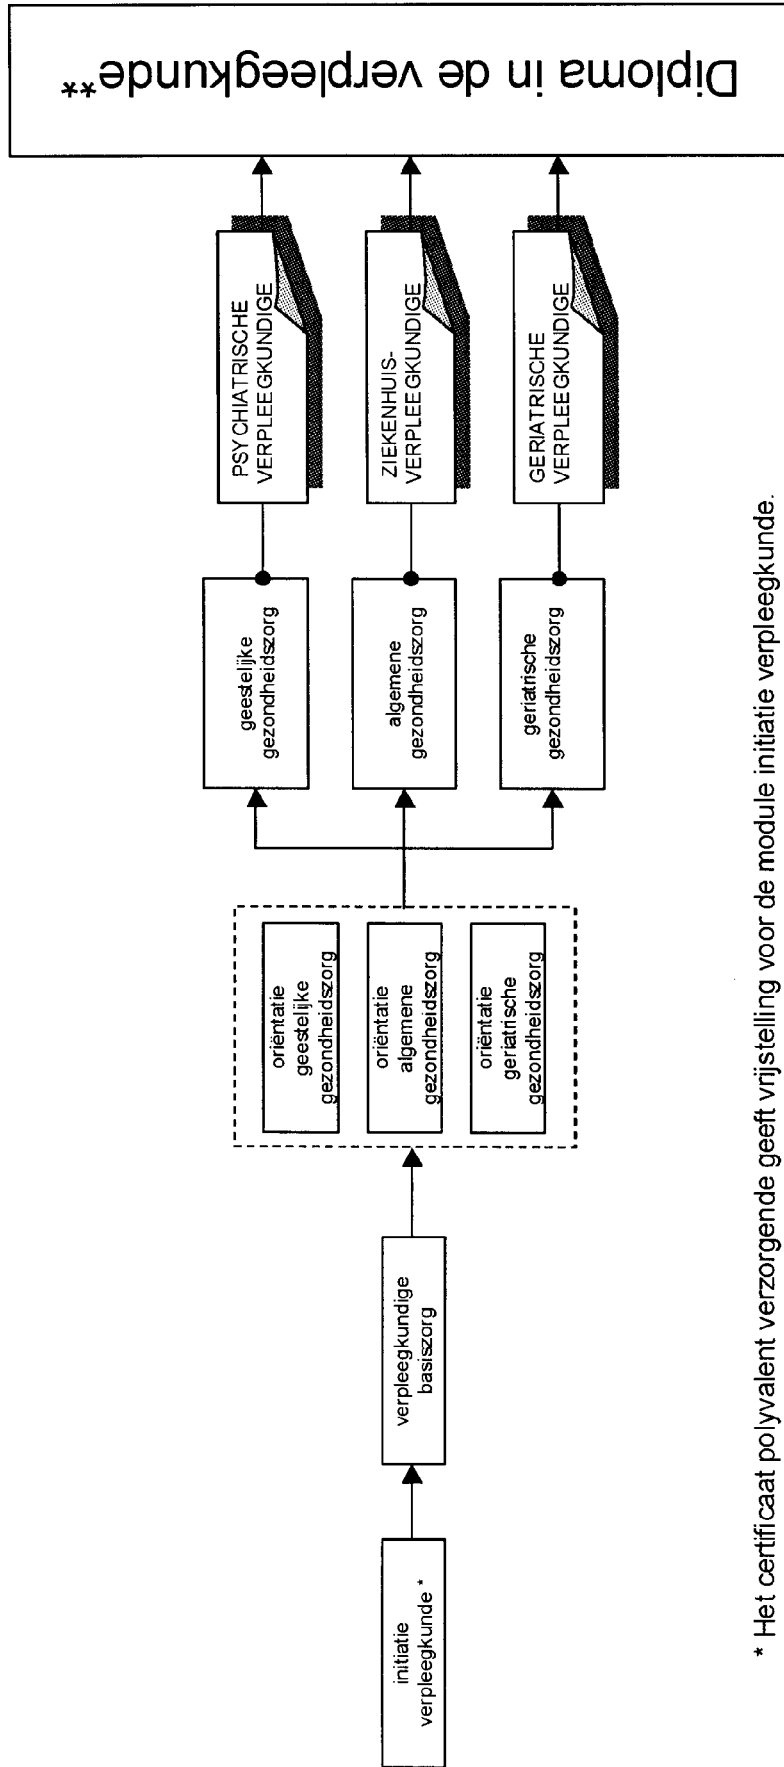 initiatie
verpleegkunde *
verpleegkundige
basiszorg
oriëntatie
geestelijke
gezondheidszorg
oriëntatie
algemene
gezondheidszorg
oriëntatie
geriatrische
gezondheidszorg
geestelijke
gezondheidszorg
algemene
gezondheidszorg
geriatrische
gezondheidszorg
PSYCHIATRISCHE
VERPLEEGKUNDIGE
ZIEKENHUIS-
VERPLEEGKUNDIGE
GERIATRISCHE
VERPLEEGKUNDIGE
Diploma in de verpleegkunde**
* Het certificaat polyvalent verzorgende geeft vrijstelling voor de module initiatie verpleegkunde.